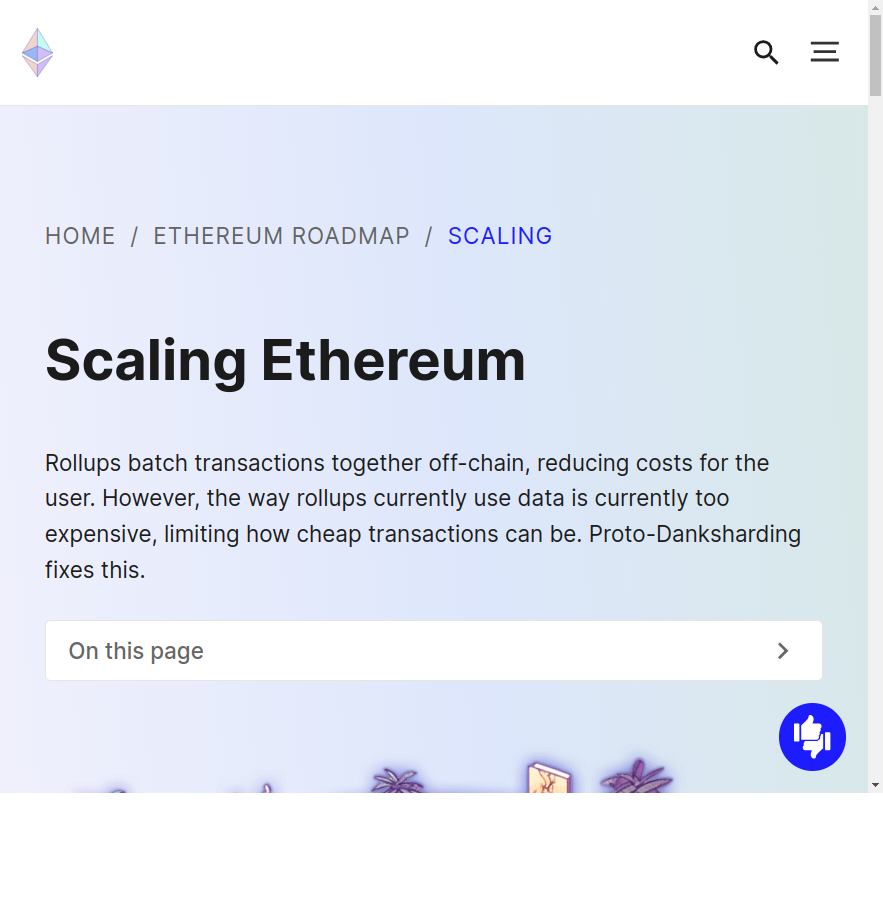 HOME / ETHEREUM ROADMAP / SCALING
Scaling Ethereum
Rollups batch transactions together off-chain, reducing costs for the
user. However, the way rollups currently use data is currently too
expensive, limiting how cheap transactions can be. Proto-Danksharding
fixes this.
On this page